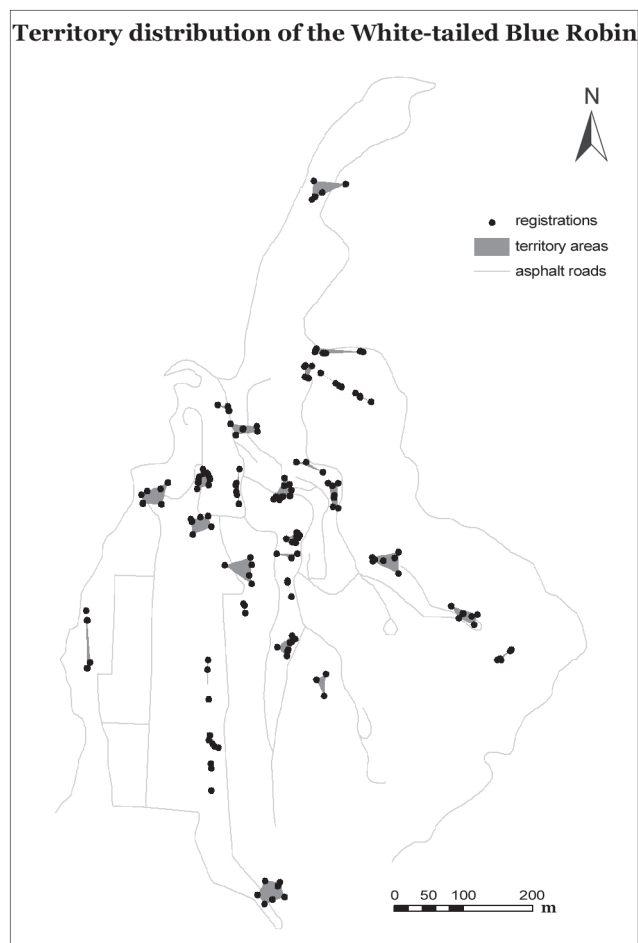 Territory distribution of the White-tailed Blue Robin
N
registrations
territory areas
asphalt roads
0 50 100 200
m